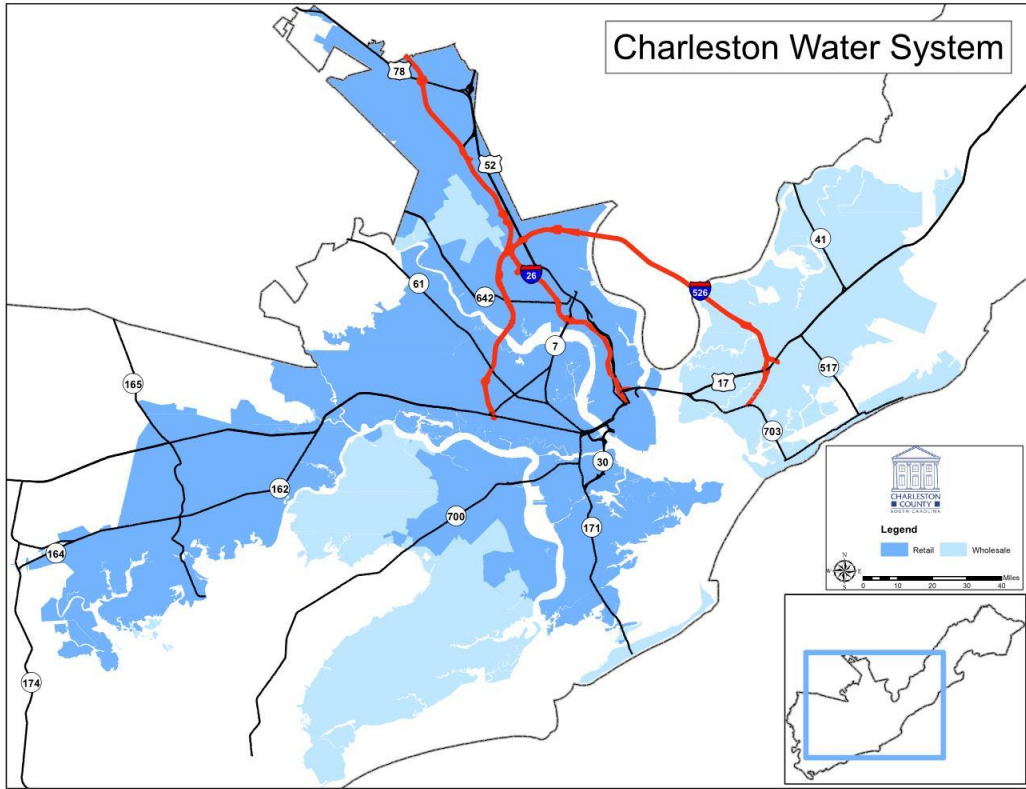 Charleston Water System
78
52
41
26
61
526
642
7
165
17
517
703
30
162
700
171
164
174
CHARLESTON
COUNTY
SOUTH CAROLINA
Legend
Retail
Wholesale
N
W E
S
Miles
0 10 20 30 40